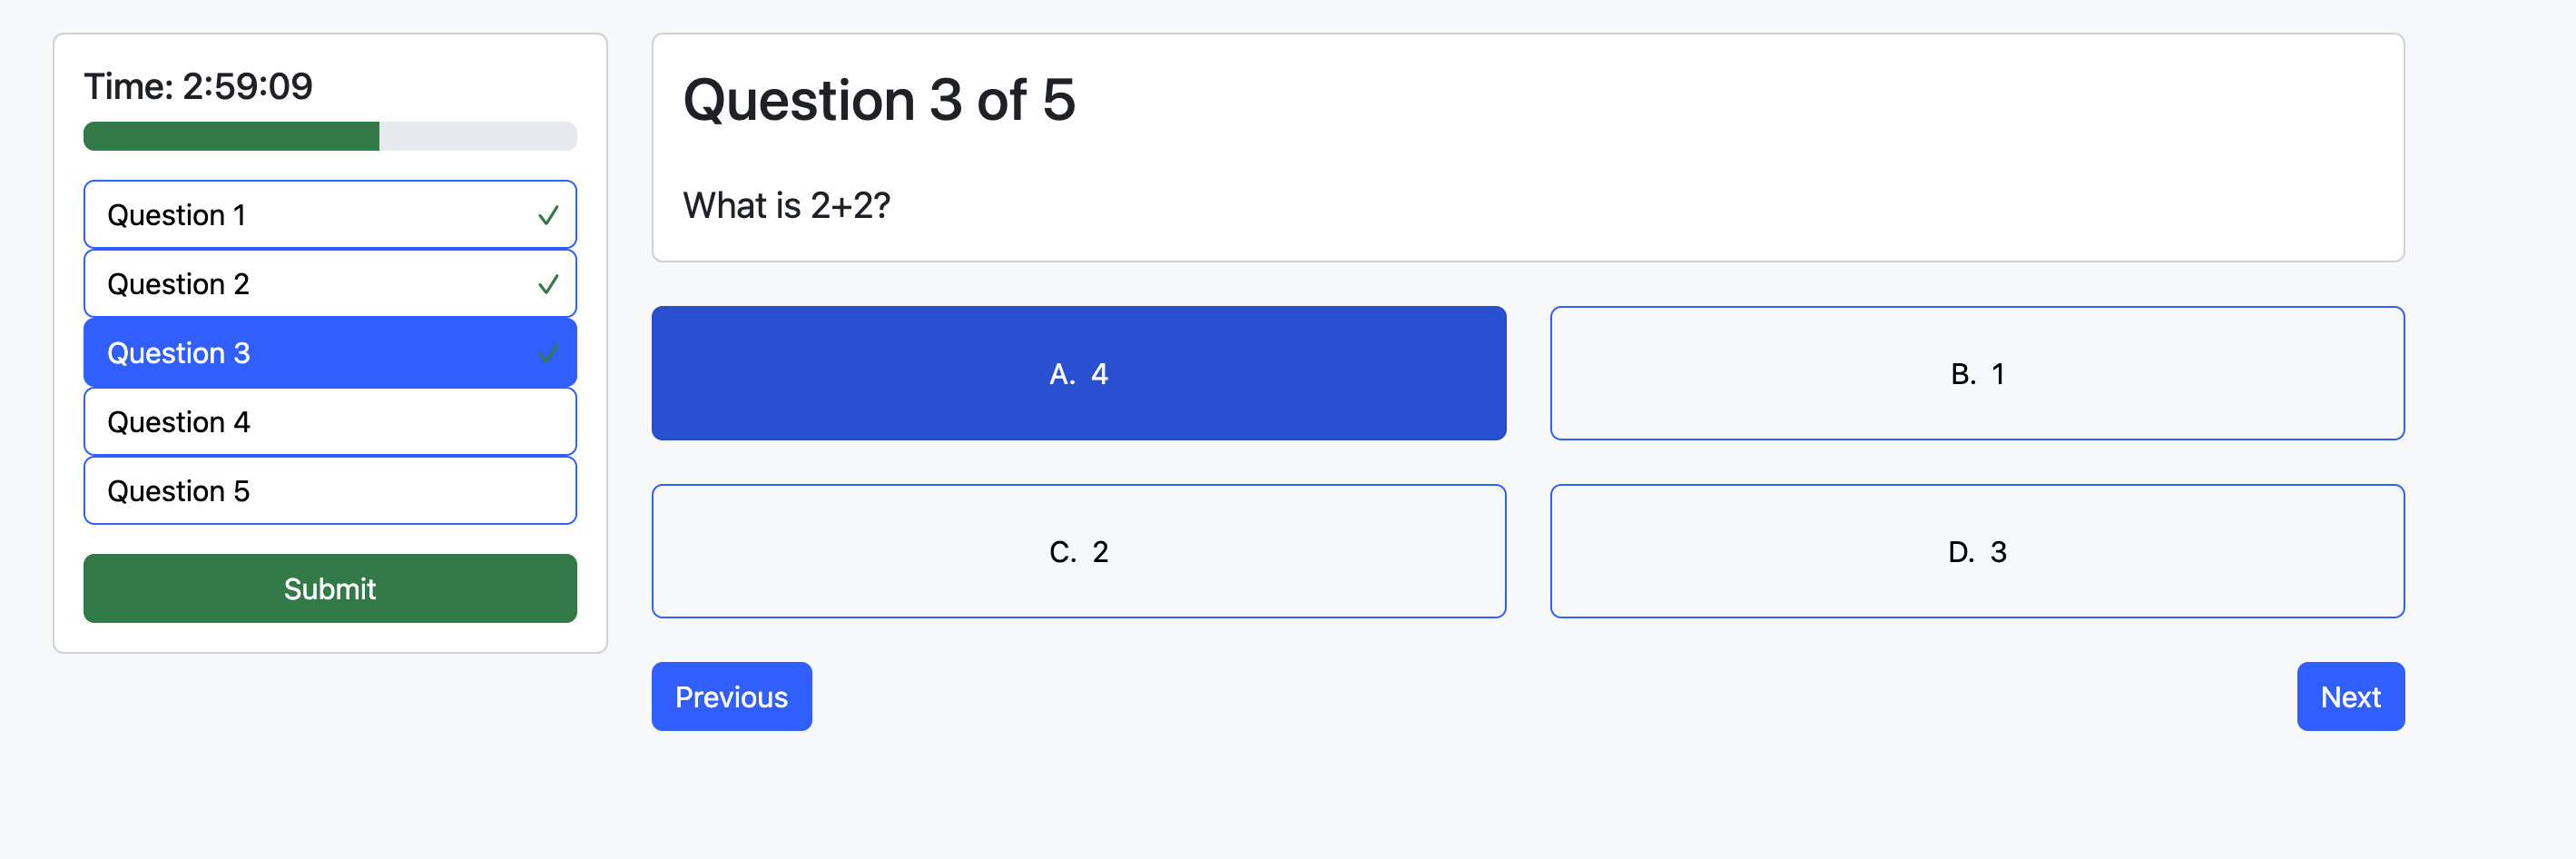 Time: 2:59:09
Question 1
Question 2
Question 3
Question 4
Question 5
Submit
Question 3 of 5
What is 2+2?
A. 4
B. 1
C. 2
D. 3
Previous
Next